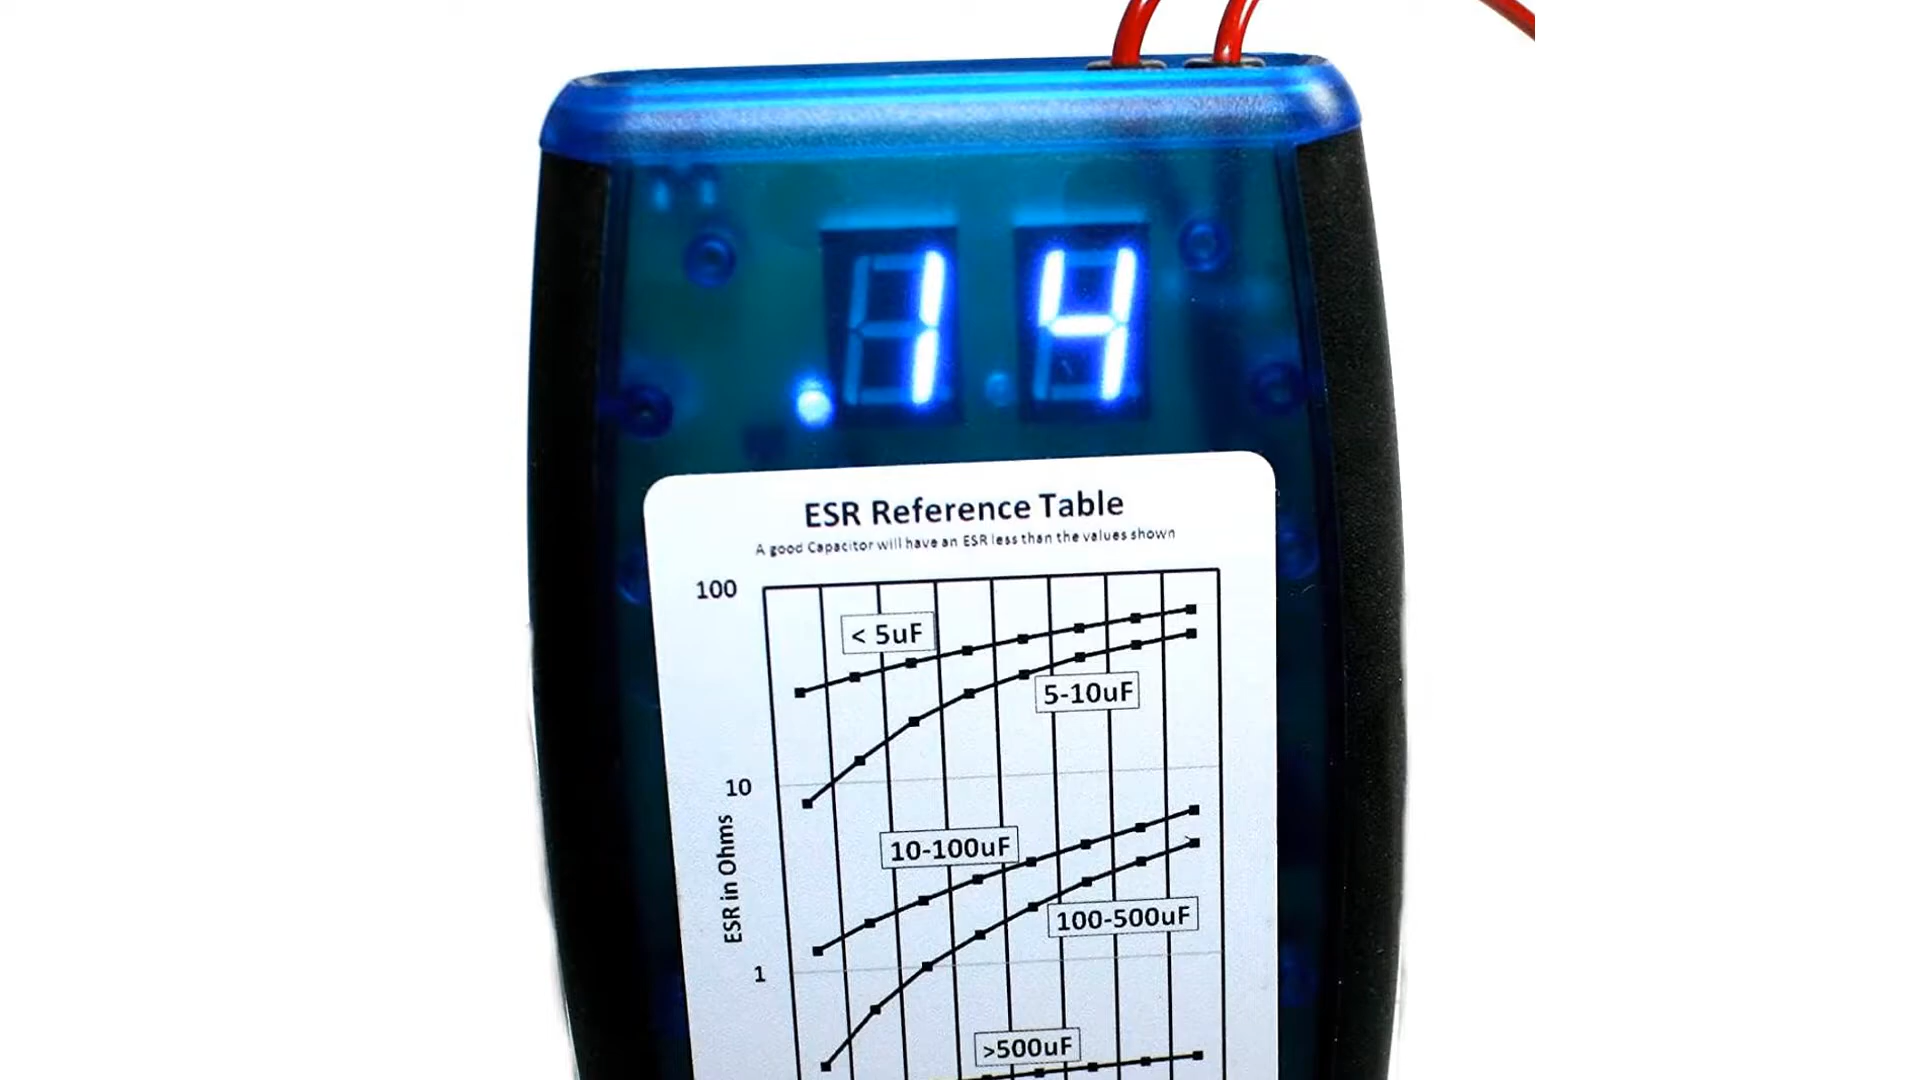 .14
ESR Reference Table
A good Capacitor will have an ESR less than the values shown
100
< 5uF
5-10uF
10
10-100uF
ESR in Ohms
100-500uF
1
>500uF